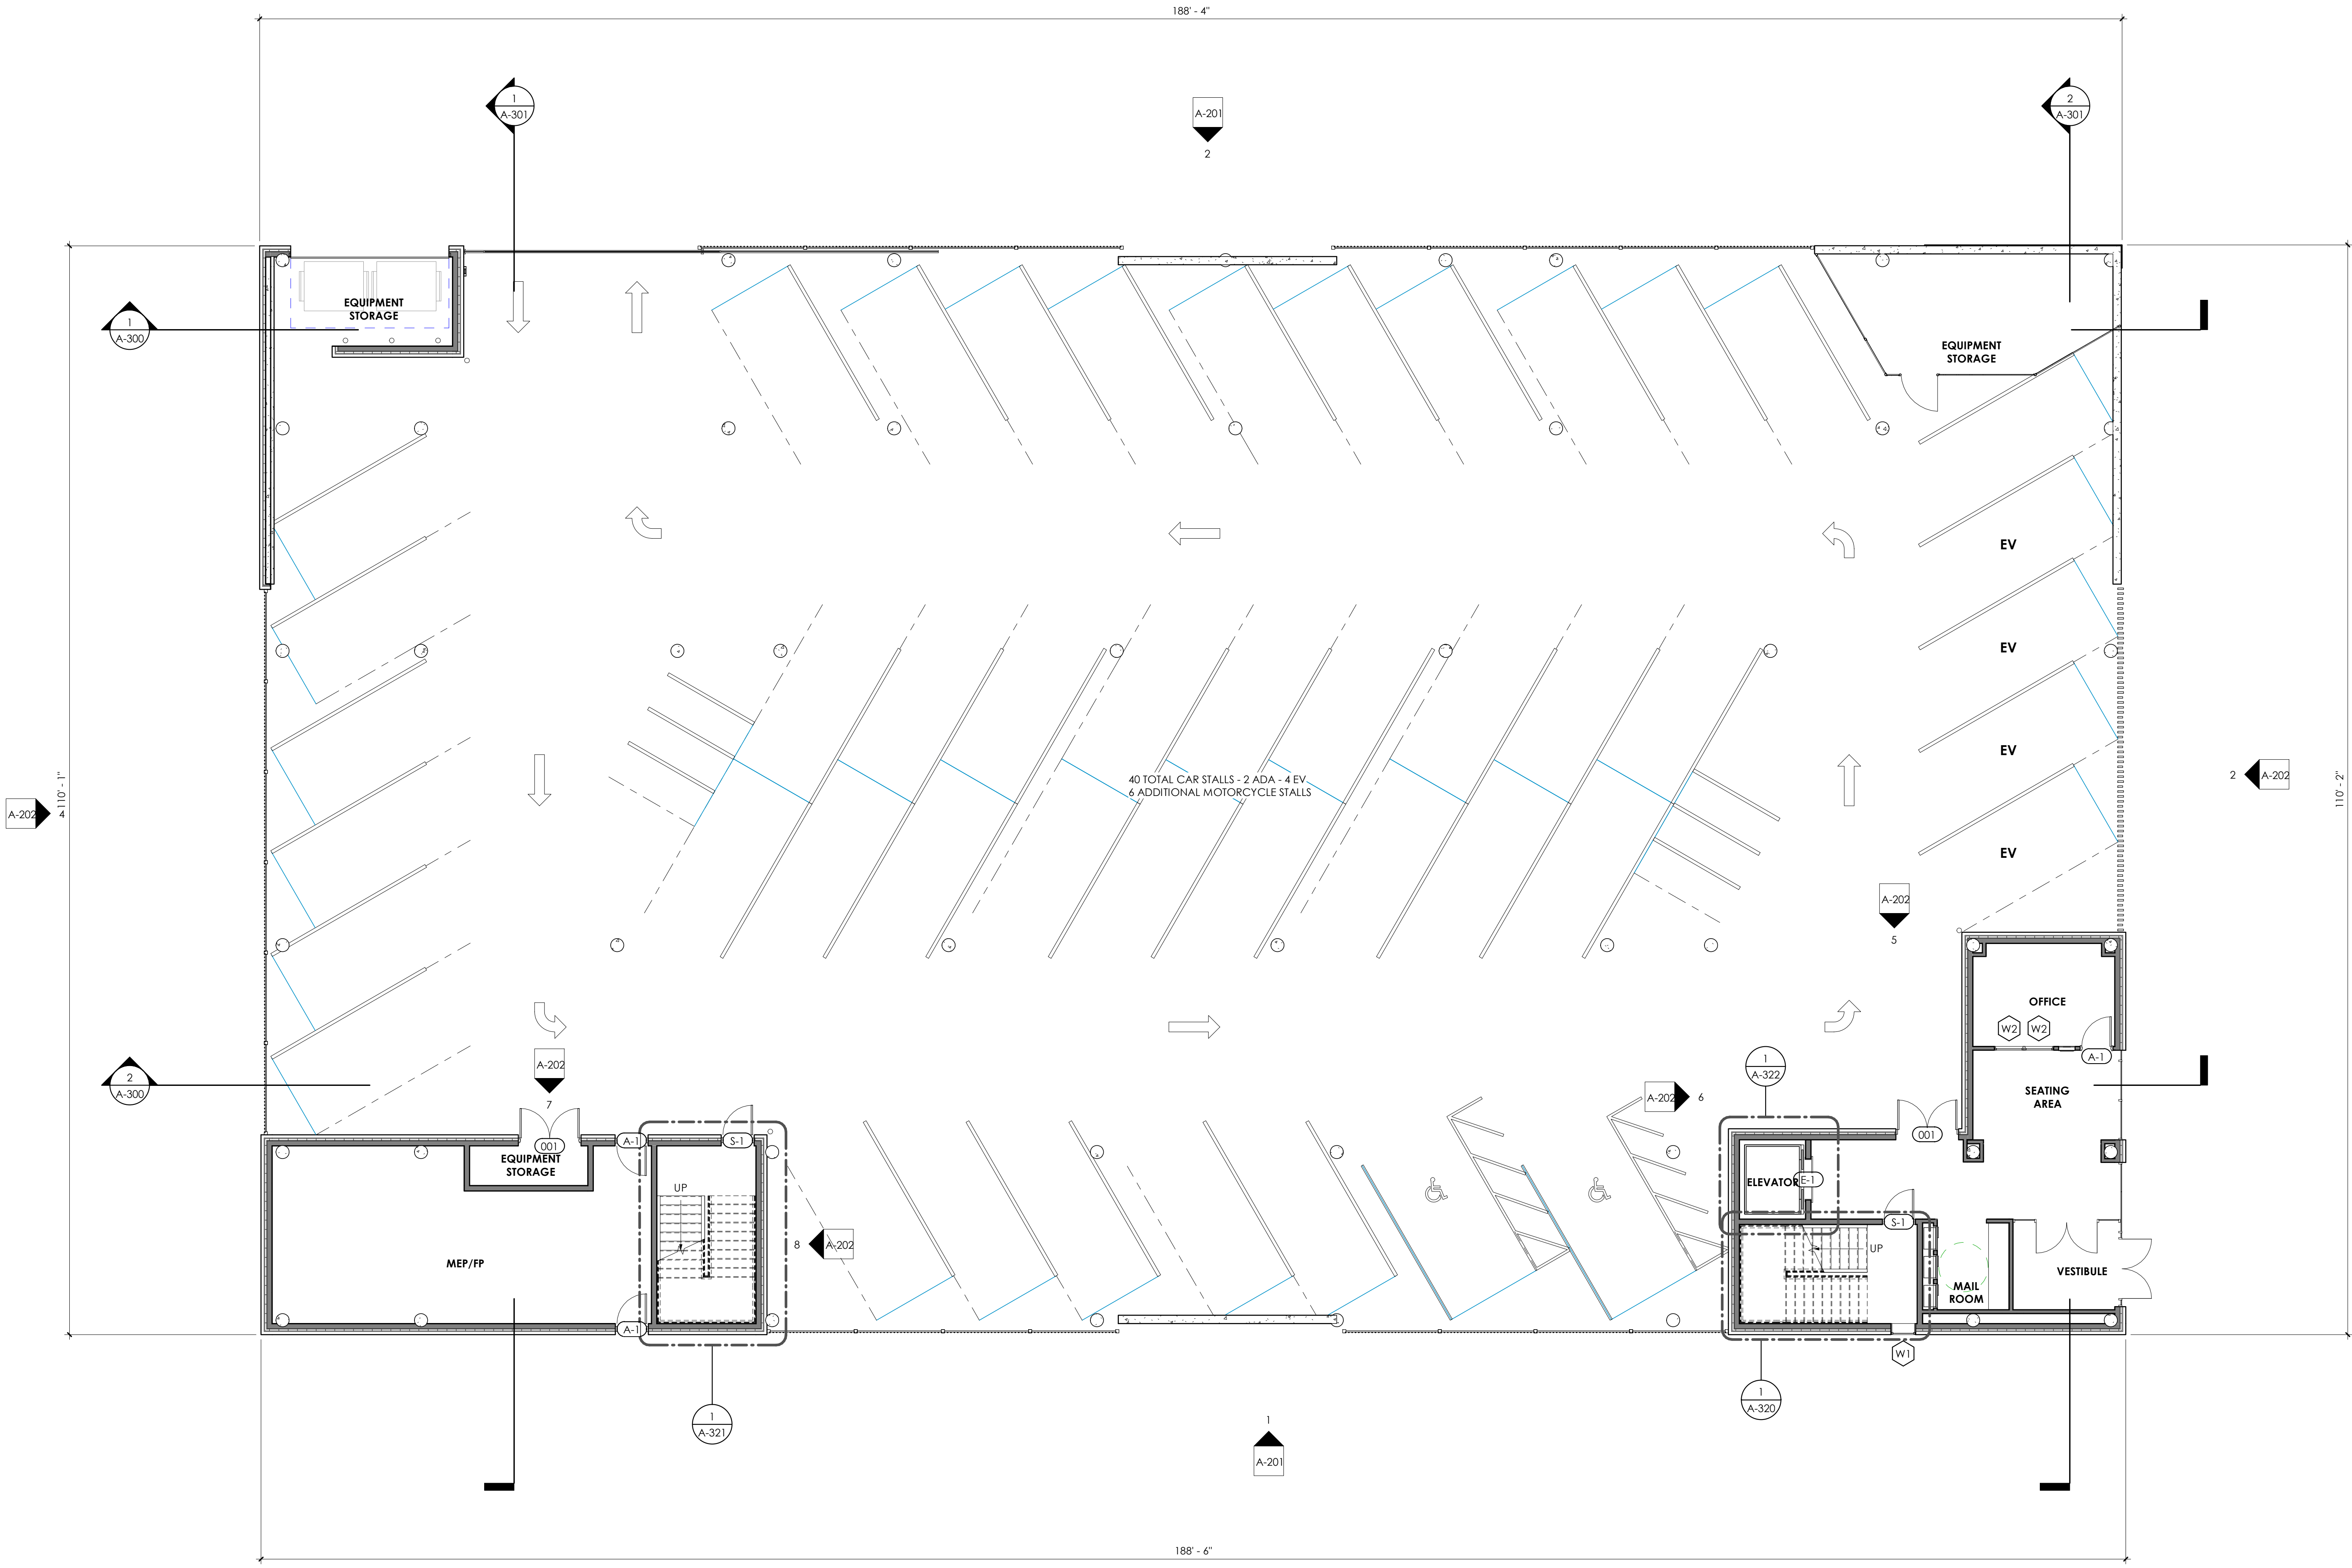 188' - 4"
1
A-301
A-201
2
2
A-301
EQUIPMENT
STORAGE
1
A-300
EQUIPMENT
STORAGE
EV
EV
EV
EV
40 TOTAL CAR STALLS - 2 ADA - 4 EV
6 ADDITIONAL MOTORCYCLE STALLS
A-202
4
110' - 1"
2
A-202
110' - 2"
A-202
5
OFFICE
W2
W2
A-1
2
A-300
A-202
7
1
A-322
A-202
6
SEATING
AREA
001
EQUIPMENT
STORAGE
A-1
S-1
UP
MEP/FP
A-1
8
A-202
ELEVATOR
E-1
001
S-1
UP
MAIL
ROOM
VESTIBULE
W1
1
A-321
1
A-320
1
A-201
188' - 6"